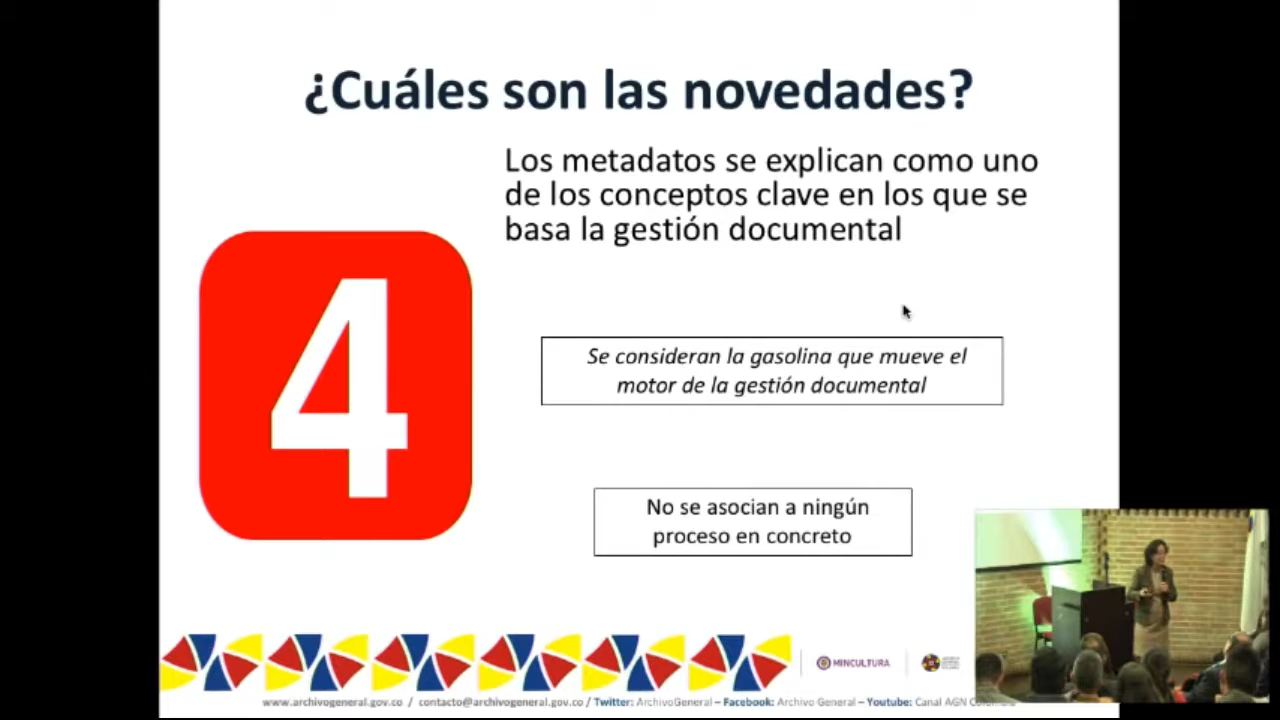 ¿Cuáles son las novedades?
Los metadatos se explican como uno
de los conceptos clave en los que se
basa la gestión documental
4
Se consideran la gasolina que mueve el
motor de la gestión documental
No se asocian a ningún
proceso en concreto
MINCULTURA
www.archivogeneral.gov.co / contacto@archivogeneral.gov.co / Twitter: ArchivoGeneral – Facebook: Archivo General – Youtube: Canal AGN Colombia